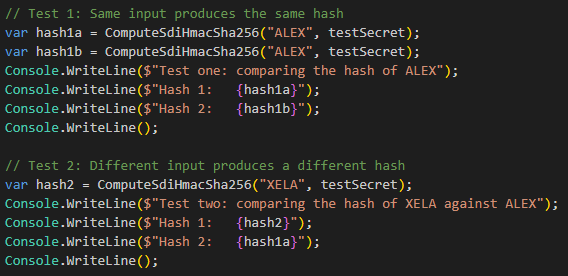 // Test 1: Same input produces the same hash
var hash1a = ComputeSdiHmacSha256("ALEX", testSecret);
var hash1b = ComputeSdiHmacSha256("ALEX", testSecret);
Console.WriteLine($"Test one: comparing the hash of ALEX");
Console.WriteLine($"Hash 1:   {hash1a}");
Console.WriteLine($"Hash 2:   {hash1b}");
Console.WriteLine();

// Test 2: Different input produces a different hash
var hash2 = ComputeSdiHmacSha256("XELA", testSecret);
Console.WriteLine($"Test two: comparing the hash of XELA against ALEX");
Console.WriteLine($"Hash 1:   {hash2}");
Console.WriteLine($"Hash 2:   {hash1a}");
Console.WriteLine();